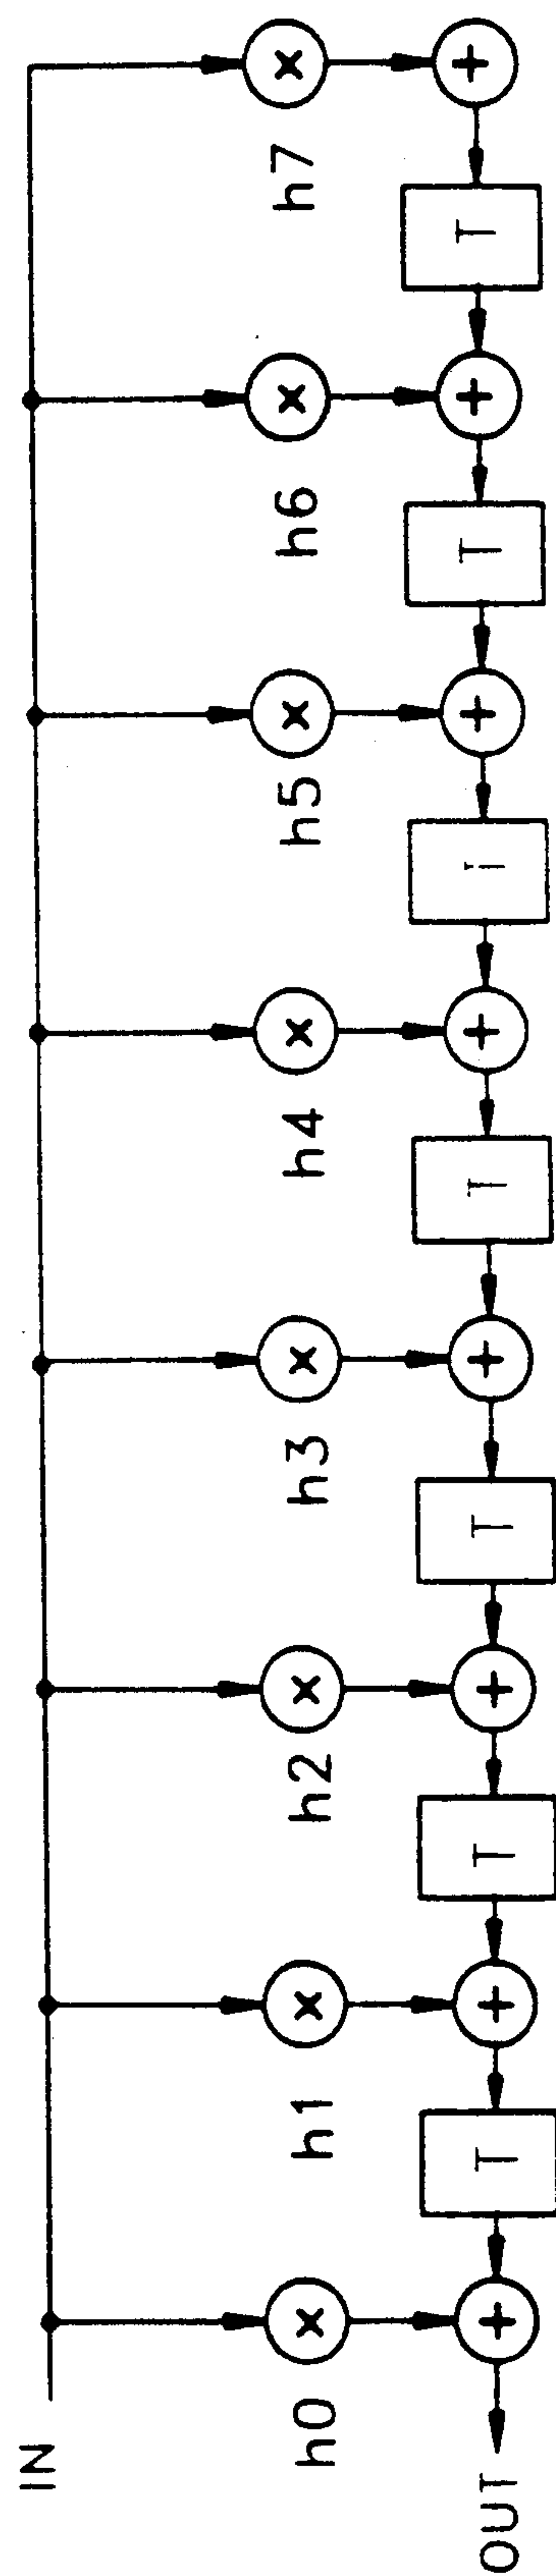 IN
h0
h1
h2
h3
h4
h5
h6
h7
× × × × × × × ×
+ + + + + + + +
T T T T T T T
OUT